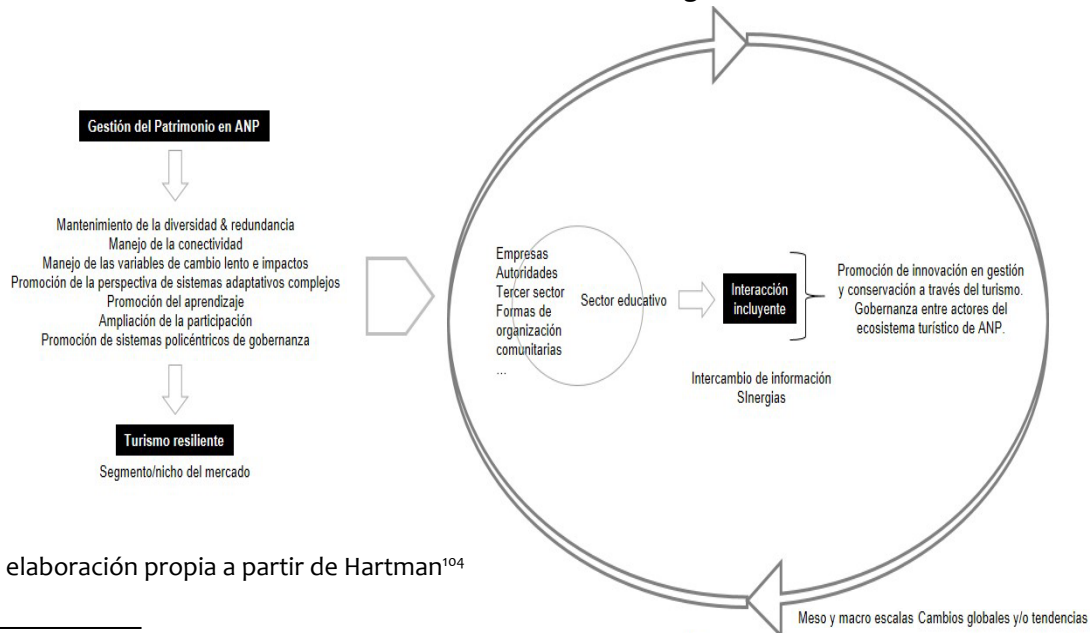 Gestión del Patrimonio en ANP
Mantenimiento de la diversidad & redundancia
Manejo de la conectividad
Manejo de las variables de cambio lento e impactos
Promoción de la perspectiva de sistemas adaptativos complejos
Promoción del aprendizaje
Ampliación de la participación
Promoción de sistemas policéntricos de gobernanza
Turismo resiliente
Segmento/nicho del mercado
Empresas
Autoridades
Tercer sector
Formas de
organización
comunitarias
...
Sector educativo
Interacción
incluyente
Intercambio de información
SInergias
Promoción de innovación en gestión
y conservación a través del turismo.
Gobernanza entre actores del
ecosistema turístico de ANP.
elaboración propia a partir de Hartman¹⁰⁴
Meso y macro escalas Cambios globales y/o tendencias